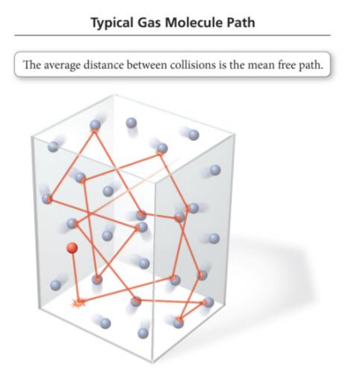 Typical Gas Molecule Path
The average distance between collisions is the mean free path.